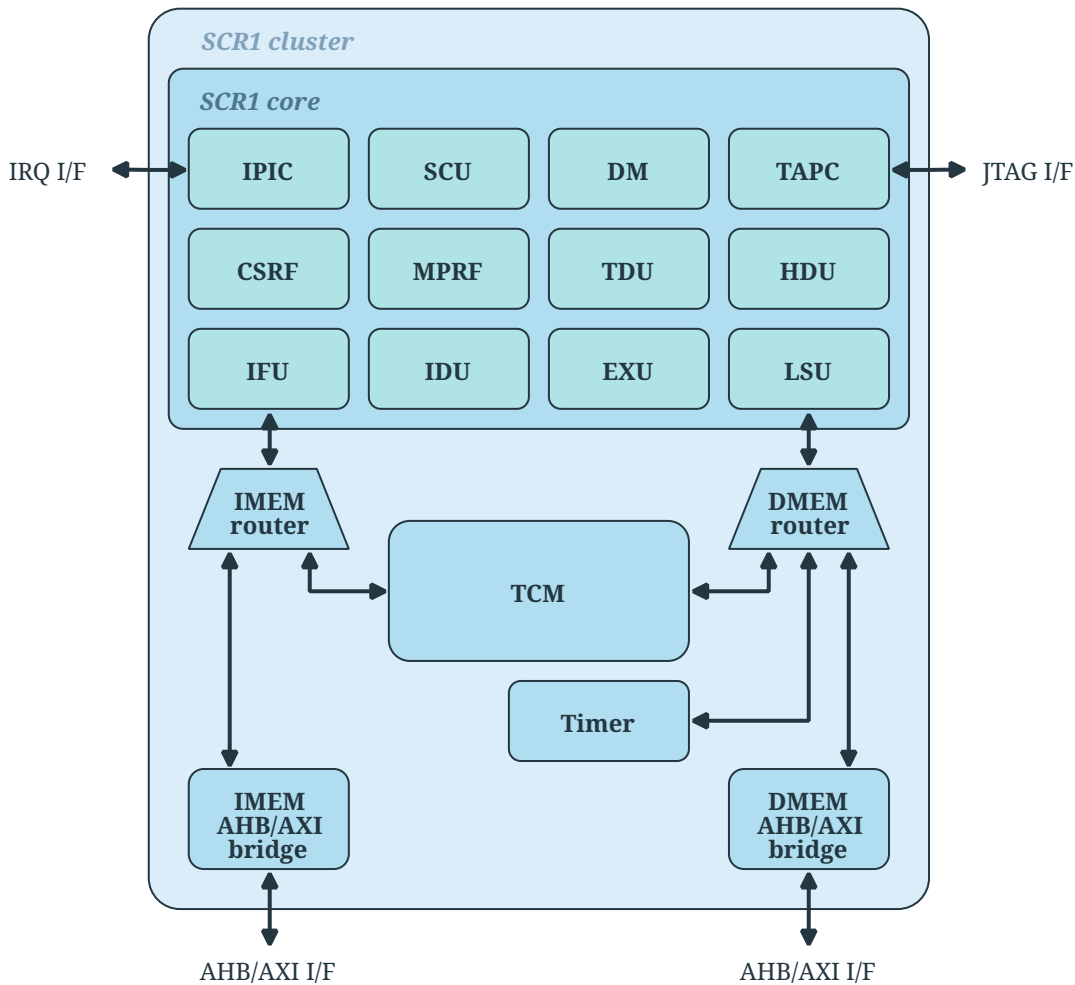 SCR1 cluster
SCR1 core
IRQ I/F
IPIC
SCU
DM
TAPC
JTAG I/F
CSRF
MPRF
TDU
HDU
IFU
IDU
EXU
LSU
IMEM
router
DMEM
router
TCM
Timer
IMEM
AHB/AXI
bridge
DMEM
AHB/AXI
bridge
AHB/AXI I/F
AHB/AXI I/F